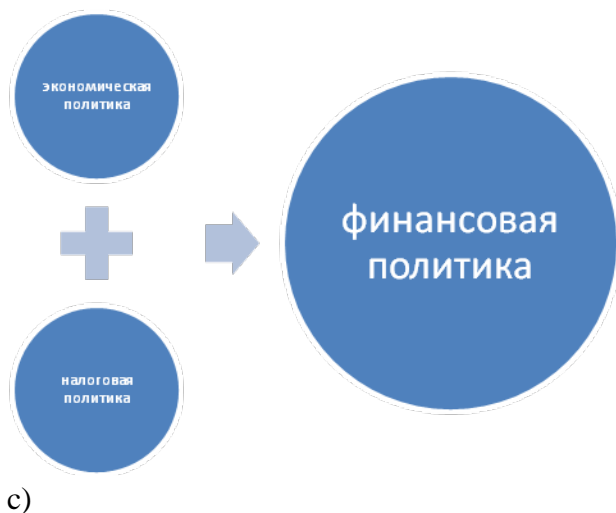 экономическая
политика
финансовая
политика
налоговая
политика
c)